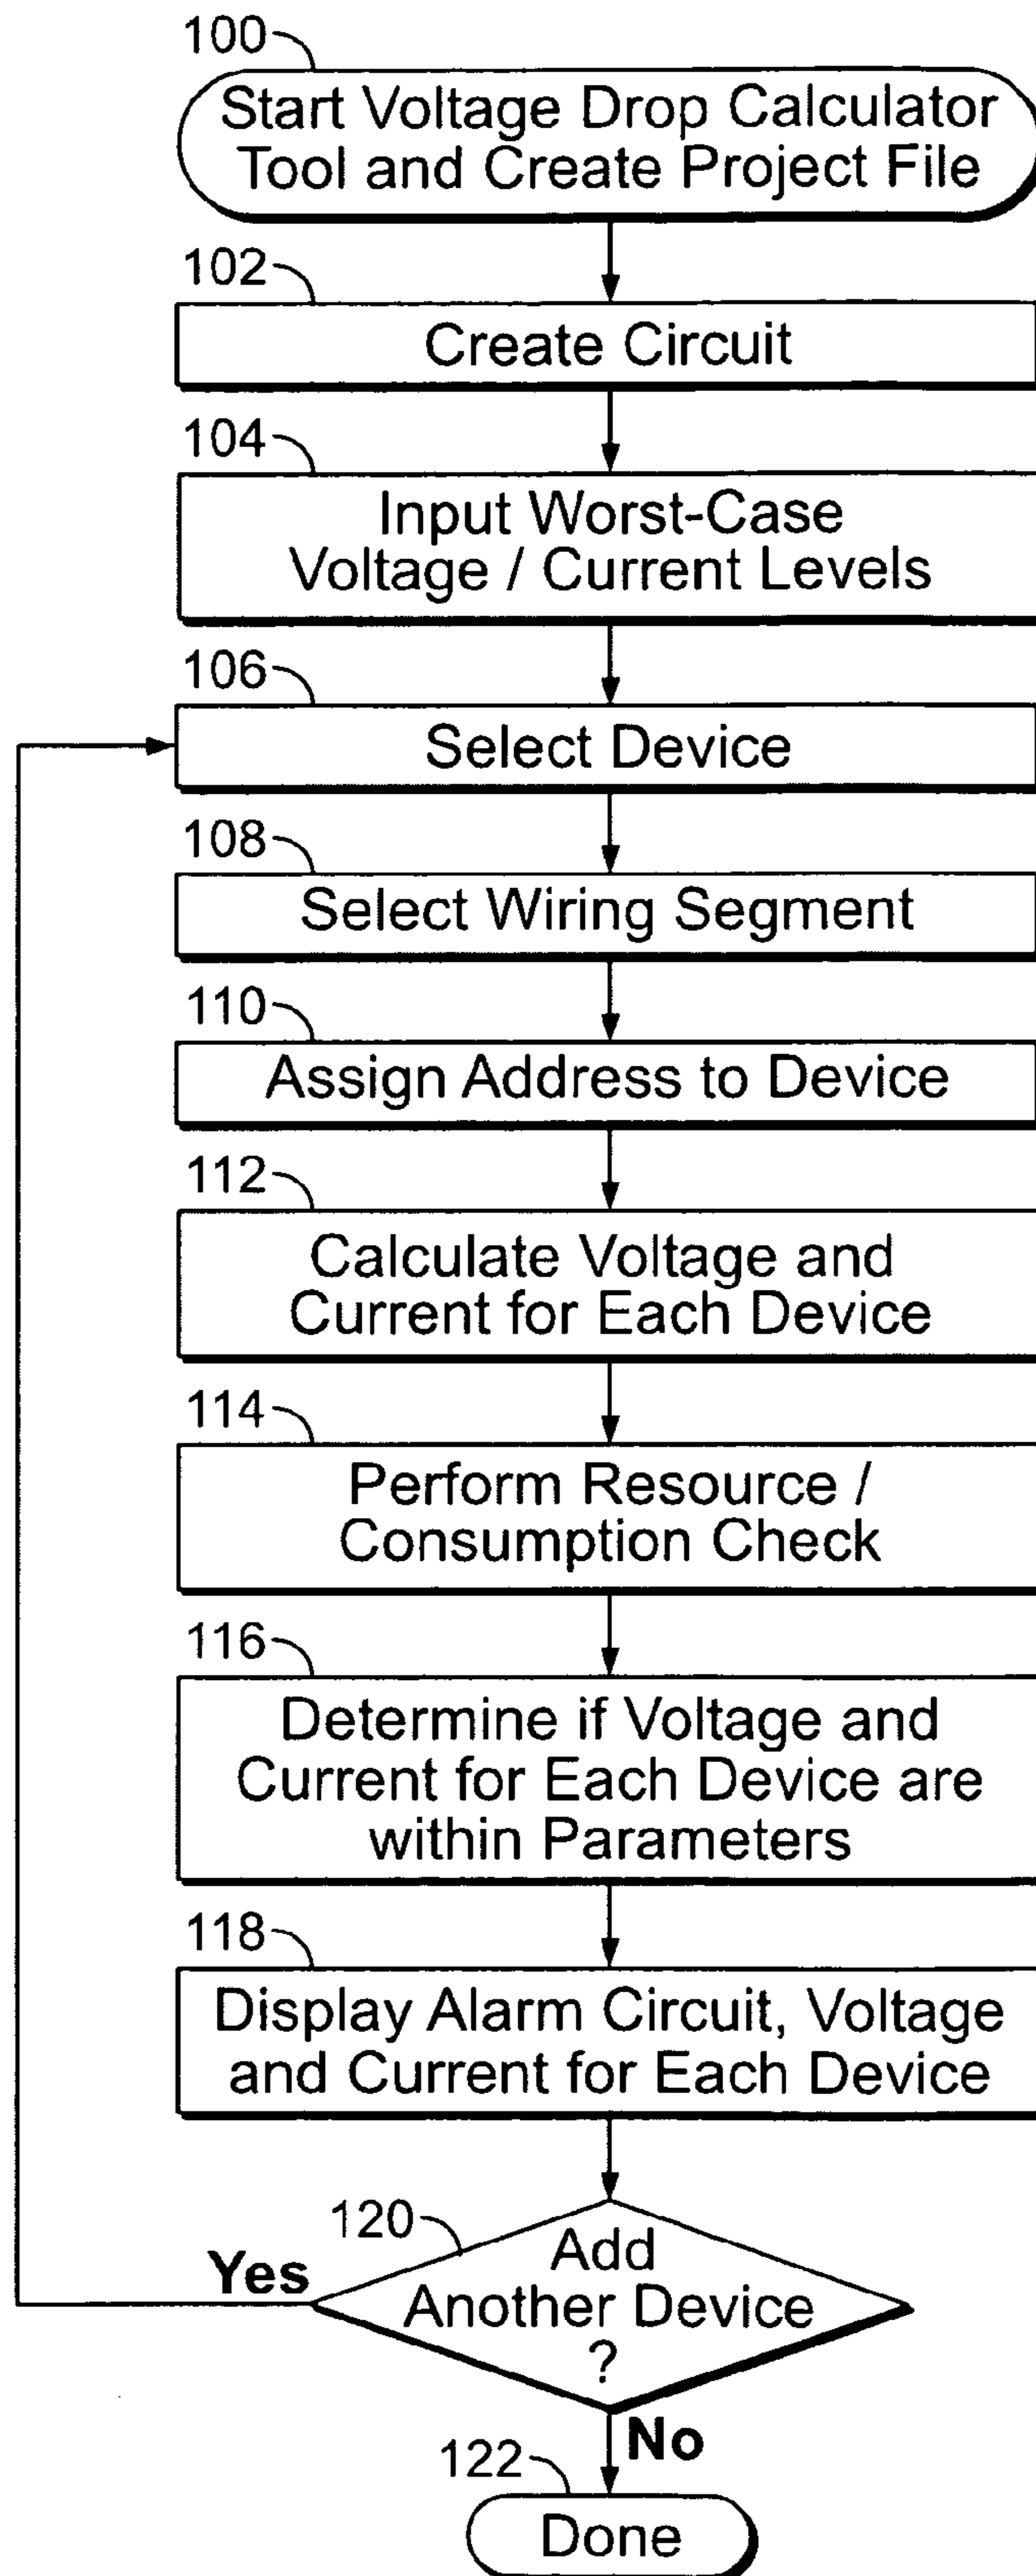 100
Start Voltage Drop Calculator
Tool and Create Project File
102
Create Circuit
104
Input Worst-Case
Voltage / Current Levels
106
Select Device
108
Select Wiring Segment
110
Assign Address to Device
112
Calculate Voltage and
Current for Each Device
114
Perform Resource /
Consumption Check
116
Determine if Voltage and
Current for Each Device are
within Parameters
118
Display Alarm Circuit, Voltage
and Current for Each Device
120
Add
Another Device
?
Yes
No
122
Done